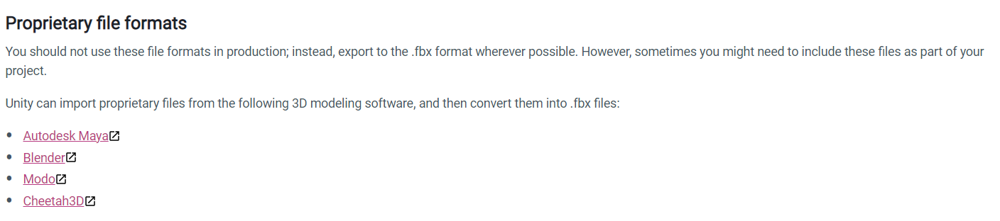 Proprietary file formats
You should not use these file formats in production; instead, export to the .fbx format wherever possible. However, sometimes you might need to include these files as part of your
project.
Unity can import proprietary files from the following 3D modeling software, and then convert them into .fbx files:
• Autodesk Maya
• Blender
• Modo
• Cheetah3D